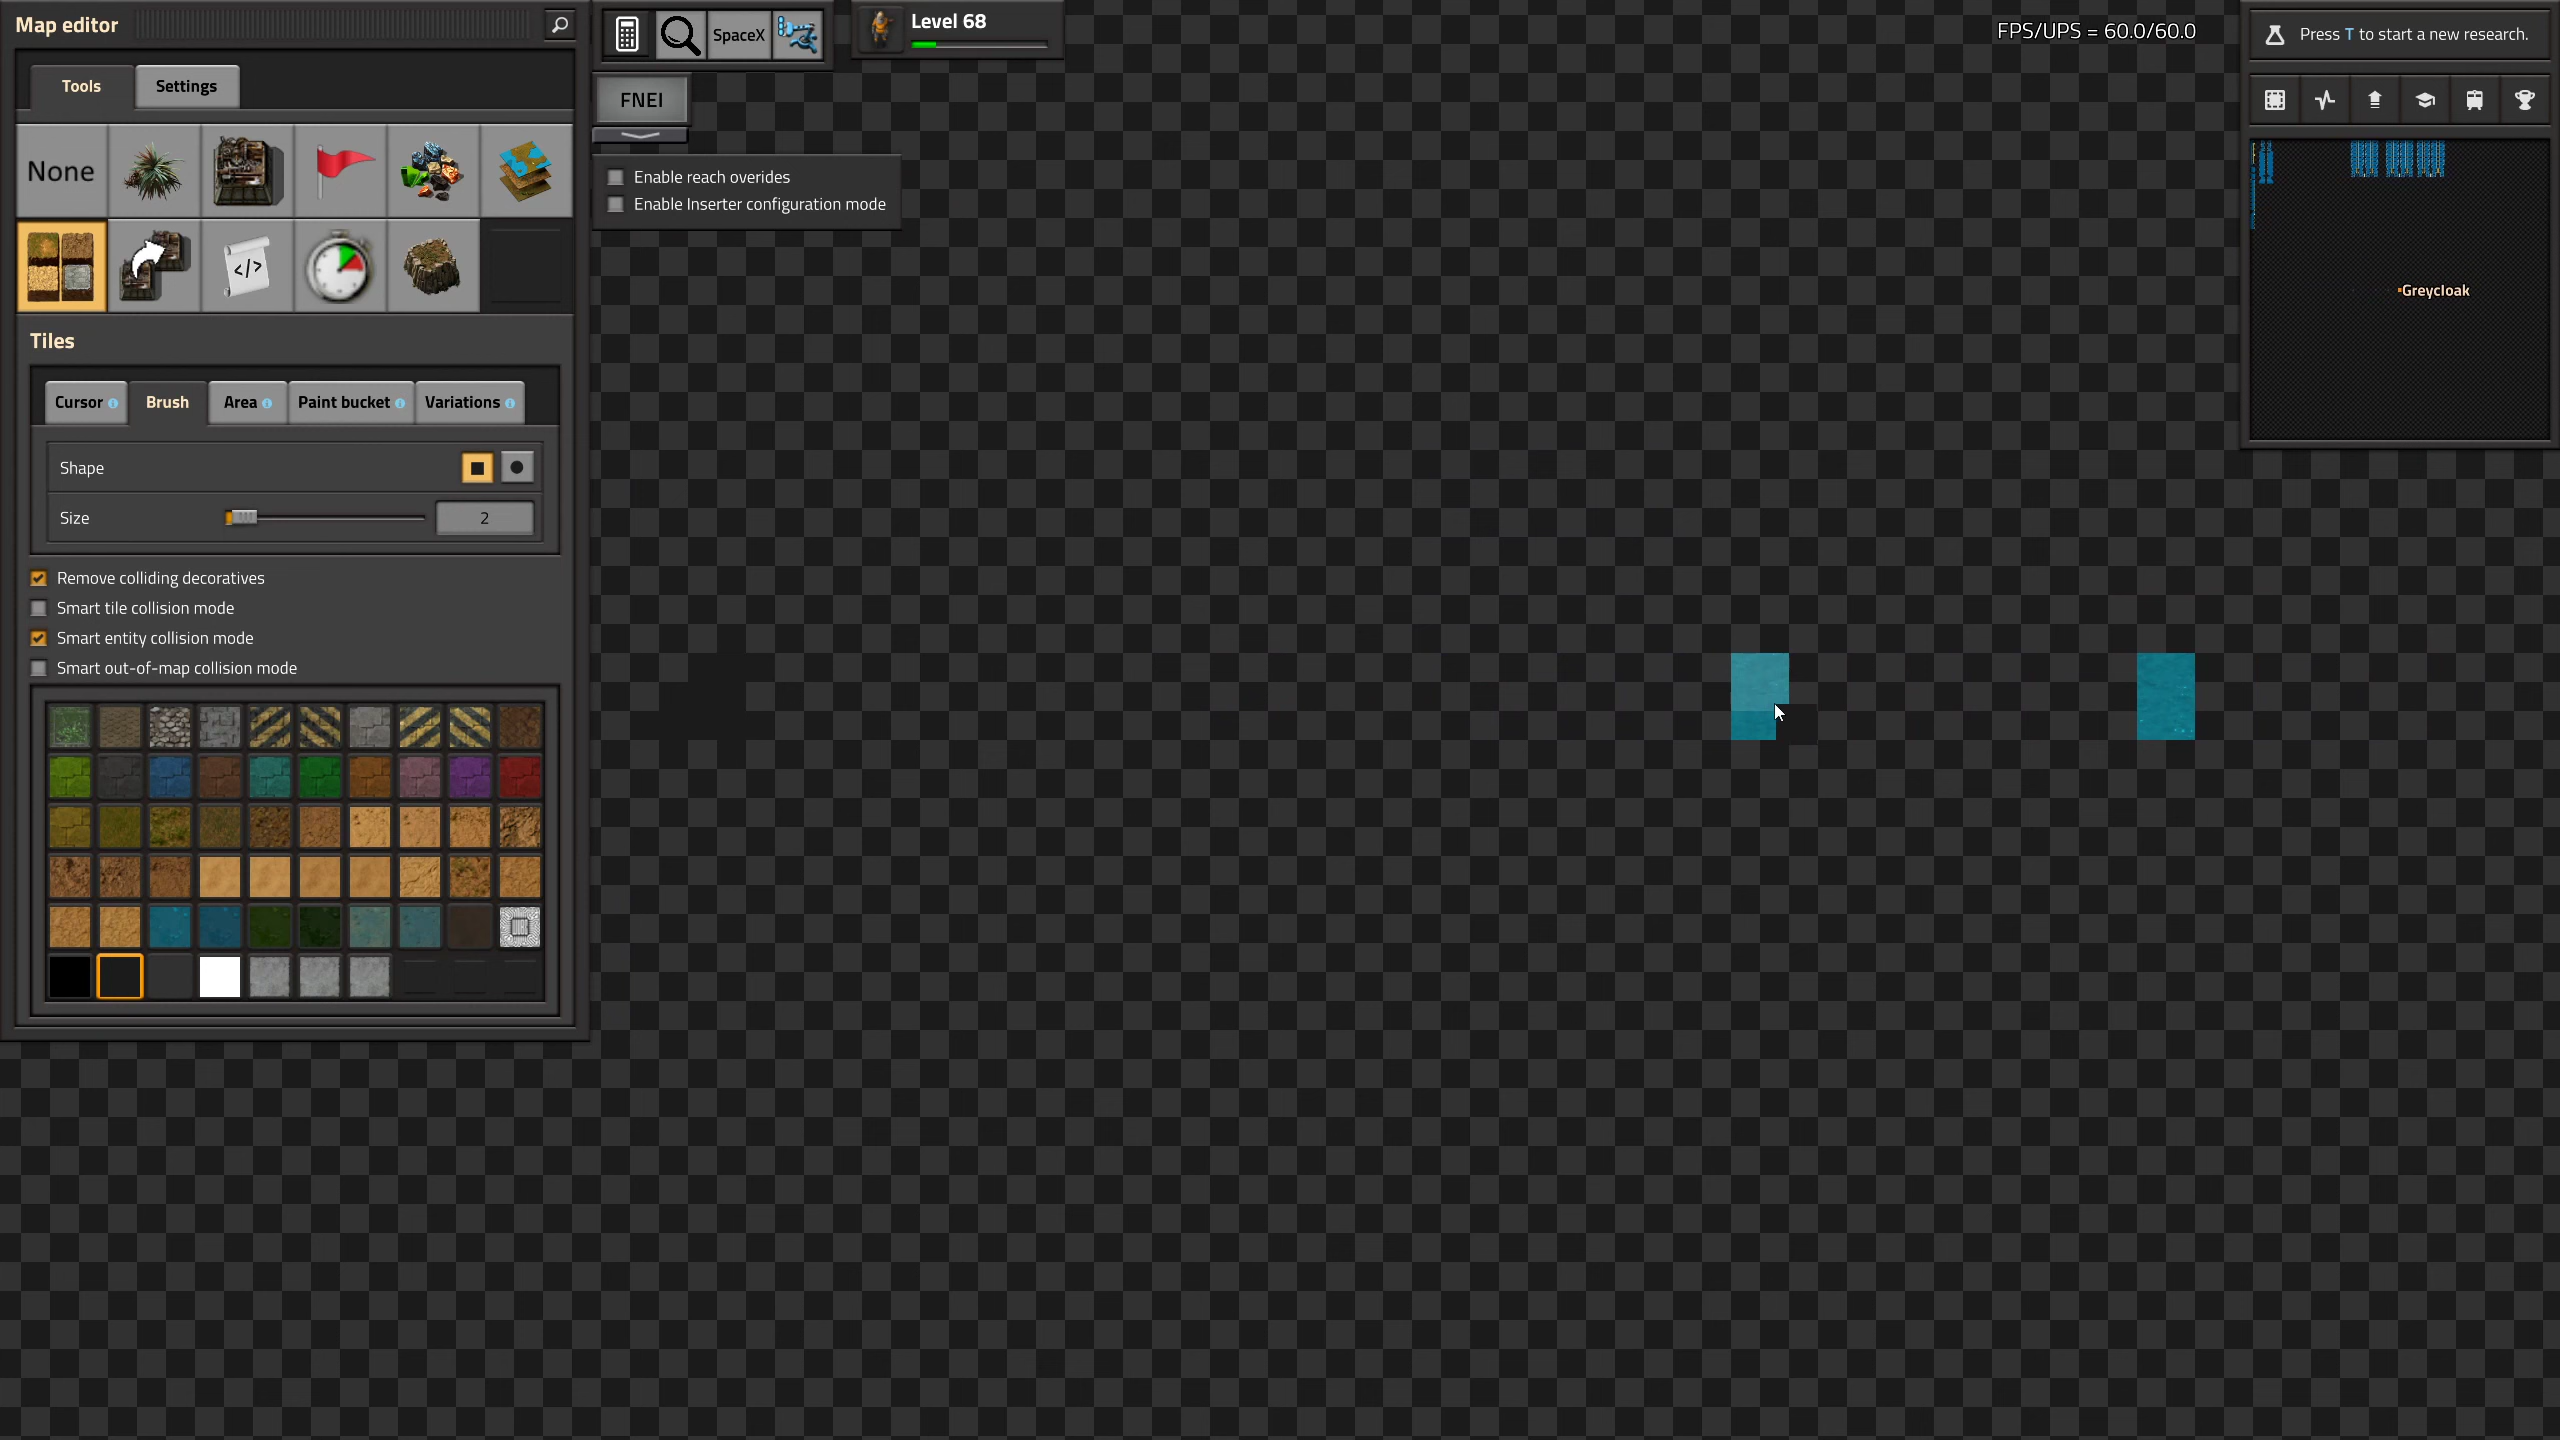 Map editor
SpaceX
Level 68
FPS/UPS = 60.0/60.0
Press T to start a new research.
Tools
Settings
FNEI
None
Enable reach overides
Enable Inserter configuration mode
</>
Greycloak
Tiles
Cursor
Brush
Area
Paint bucket
Variations
Shape
Size
2
Remove colliding decoratives
Smart tile collision mode
Smart entity collision mode
Smart out-of-map collision mode